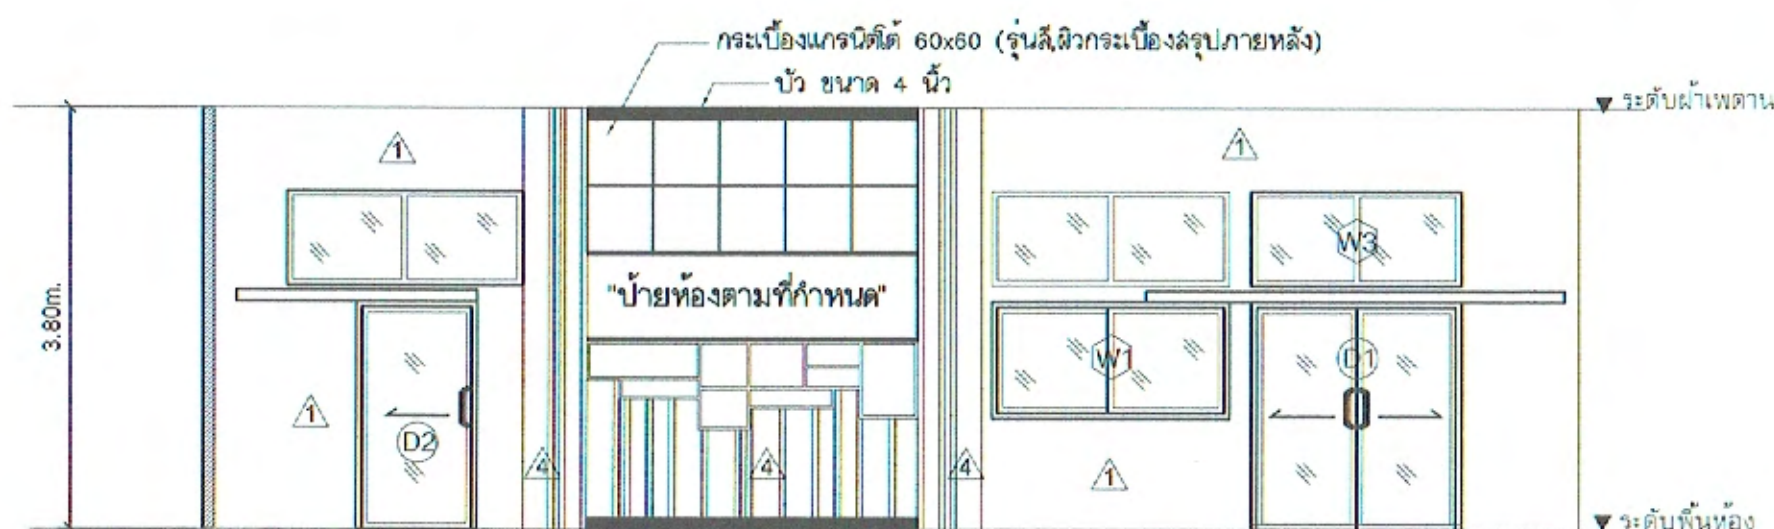 กระเบื้องแกรนิตโต้ 60x60 (รุ่นสี,ผิวกระเบื้องสรุปภายหลัง)
บัว ขนาด 4 นิ้ว
ระดับฝ้าเพดาน
1
1
W3
3.80m.
"ป้ายห้องตามที่กำหนด"
W1
D1
1
D2
4
4
4
1
ระดับพื้นห้อง